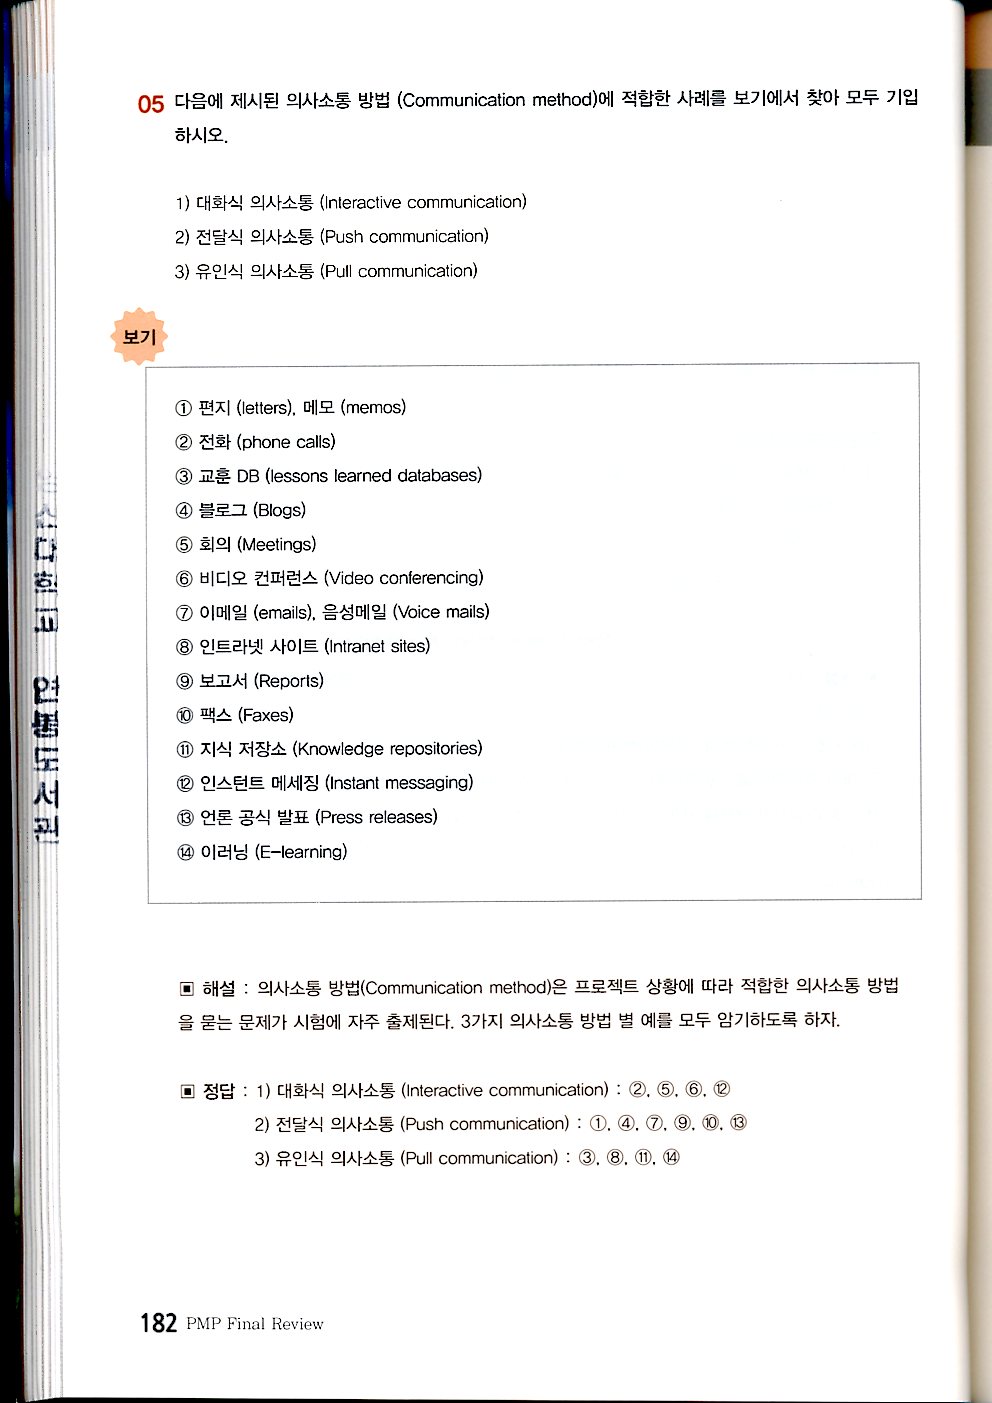 05 다음에 제시된 의사소통 방법 (Communication method)에 적합한 사례를 보기에서 찾아 모두 기입
하시오.
1) 대화식 의사소통 (Interactive communication)
2) 전달식 의사소통 (Push communication)
3) 유인식 의사소통 (Pull communication)
보기
① 편지 (letters), 메모 (memos)
② 전화 (phone calls)
③ 교훈 DB (lessons learned databases)
④ 블로그 (Blogs)
⑤ 회의 (Meetings)
⑥ 비디오 컨퍼런스 (Video conferencing)
⑦ 이메일 (emails), 음성메일 (Voice mails)
⑧ 인트라넷 사이트 (Intranet sites)
⑨ 보고서 (Reports)
⑩ 팩스 (Faxes)
⑪ 지식 저장소 (Knowledge repositories)
⑫ 인스턴트 메세징 (Instant messaging)
⑬ 언론 공식 발표 (Press releases)
⑭ 이러닝 (E-learning)
▣ 해설 : 의사소통 방법(Communication method)은 프로젝트 상황에 따라 적합한 의사소통 방법
을 묻는 문제가 시험에 자주 출제된다. 3가지 의사소통 방법 별 예를 모두 암기하도록 하자.
▣ 정답 : 1) 대화식 의사소통 (Interactive communication) : ②, ⑤, ⑥, ⑫
2) 전달식 의사소통 (Push communication) : ①, ④, ⑦, ⑨, ⑩, ⑬
3) 유인식 의사소통 (Pull communication) : ③, ⑧, ⑪, ⑭
182 PMP Final Review